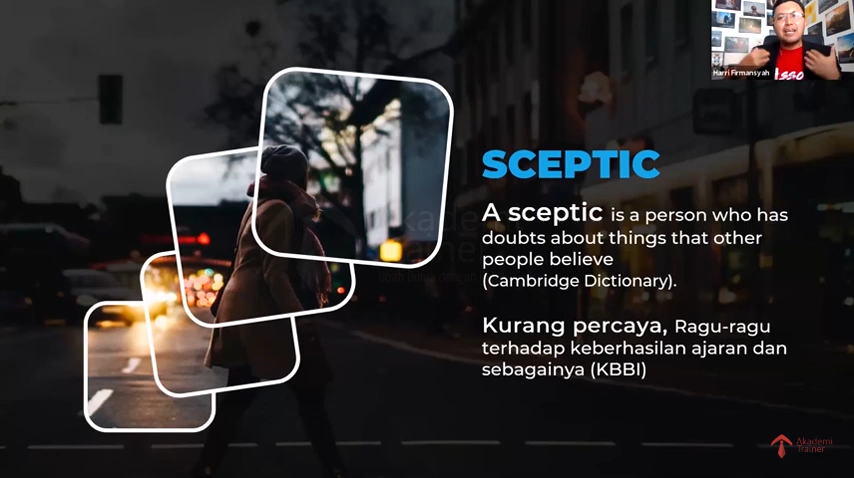 Harri Firmansyah
SCEPTIC
A sceptic is a person who has
doubts about things that other
people believe
(Cambridge Dictionary).
Kurang percaya, Ragu-ragu
terhadap keberhasilan ajaran dan
sebagainya (KBBI)
Akademi
Trainer